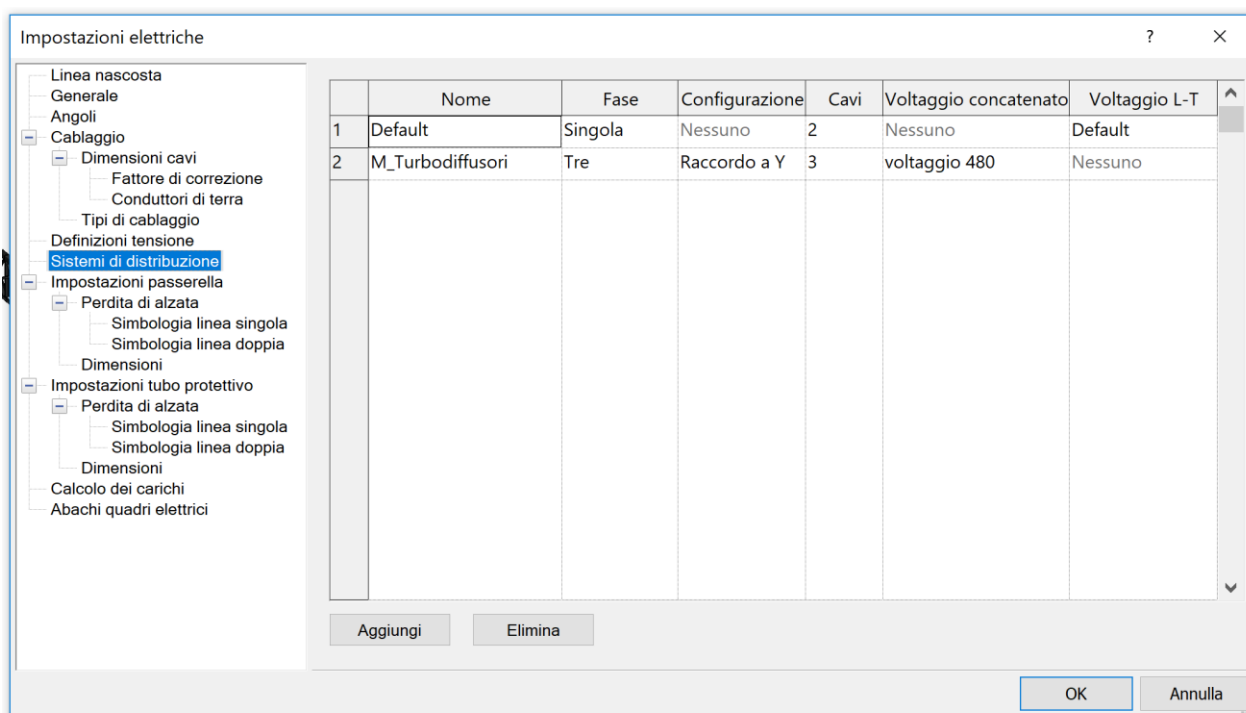 Impostazioni elettriche
?
Linea nascosta
Generale
Angoli
Cablaggio
Dimensioni cavi
Fattore di correzione
Conduttori di terra
Tipi di cablaggio
Definizioni tensione
Sistemi di distribuzione
Impostazioni passerella
Perdita di alzata
Simbologia linea singola
Simbologia linea doppia
Dimensioni
Impostazioni tubo protettivo
Perdita di alzata
Simbologia linea singola
Simbologia linea doppia
Dimensioni
Calcolo dei carichi
Abachi quadri elettrici
Nome Fase Configurazione Cavi Voltaggio concatenato Voltaggio L-T
1 Default Singola Nessuno 2 Nessuno Default
2 M_Turbodiffusori Tre Raccordo a Y 3 voltaggio 480 Nessuno
Aggiungi Elimina
OK Annulla